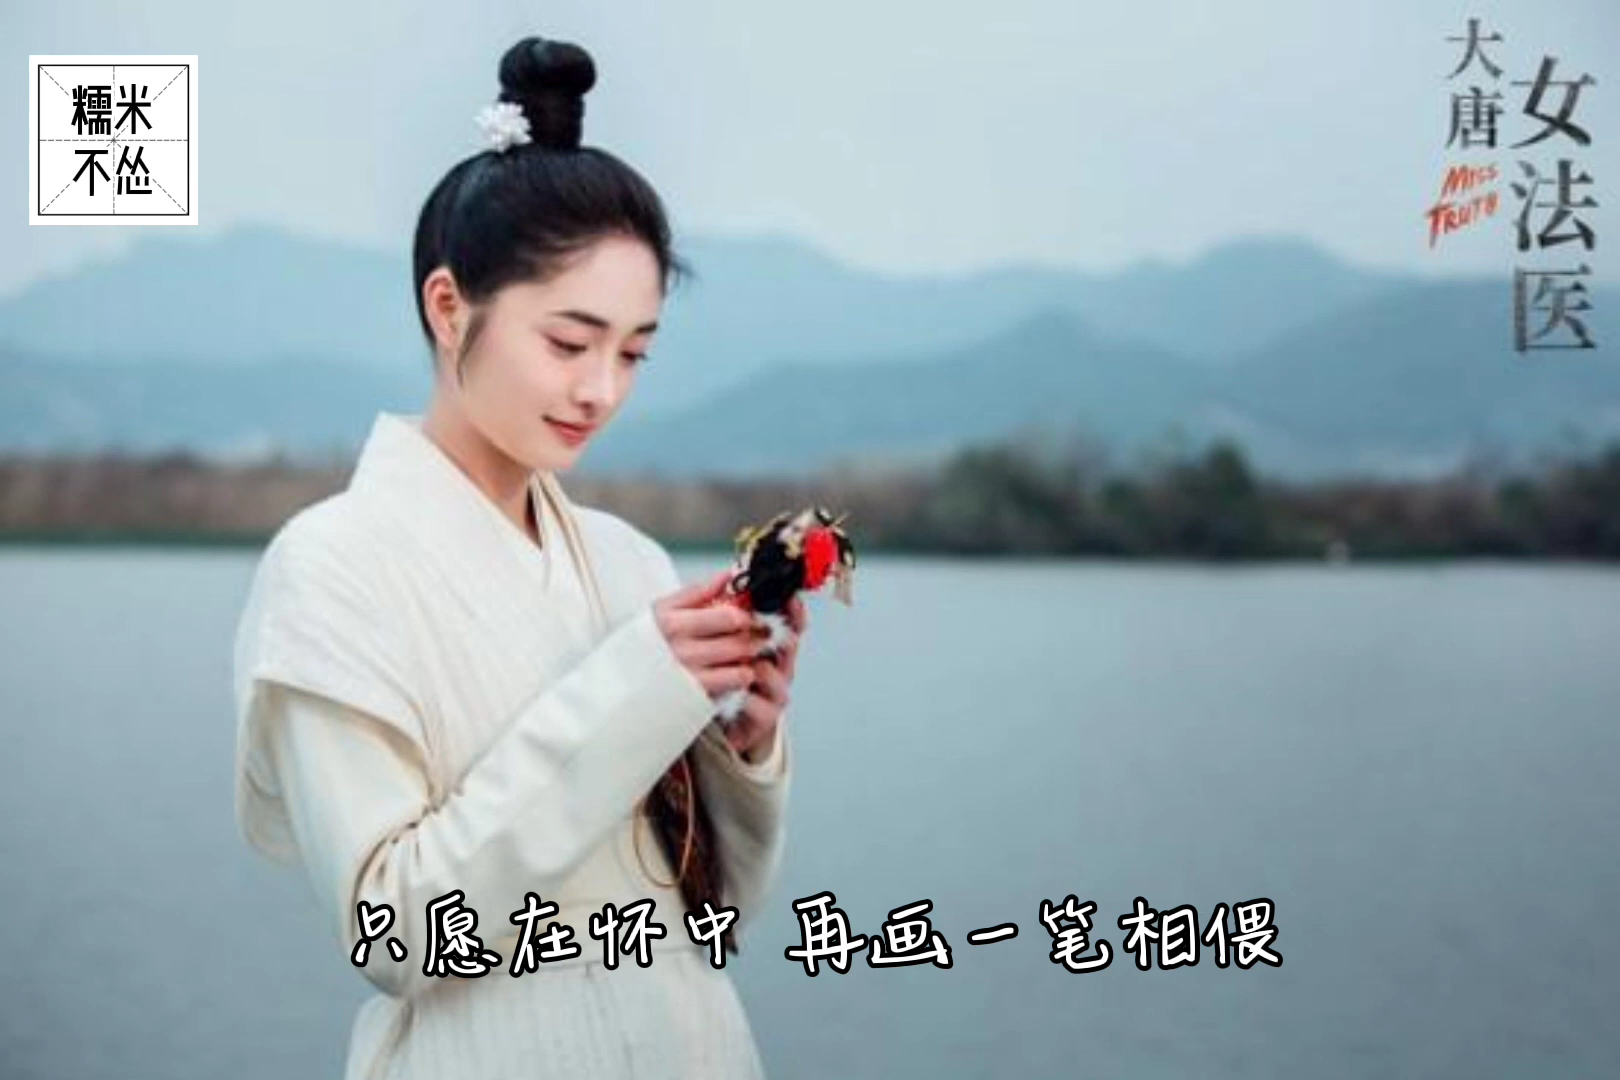 糯米
不怂
大唐
女法医
MISS
TRUTH
只愿在怀中 再画一笔相偎